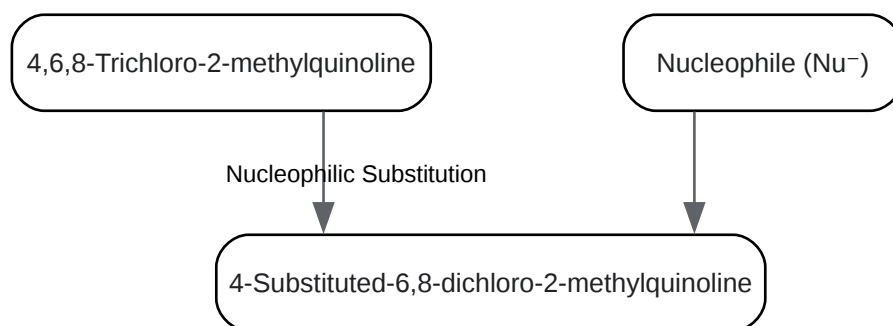 4,6,8-Trichloro-2-methylquinoline
Nucleophile (Nu⁻)
Nucleophilic Substitution
4-Substituted-6,8-dichloro-2-methylquinoline